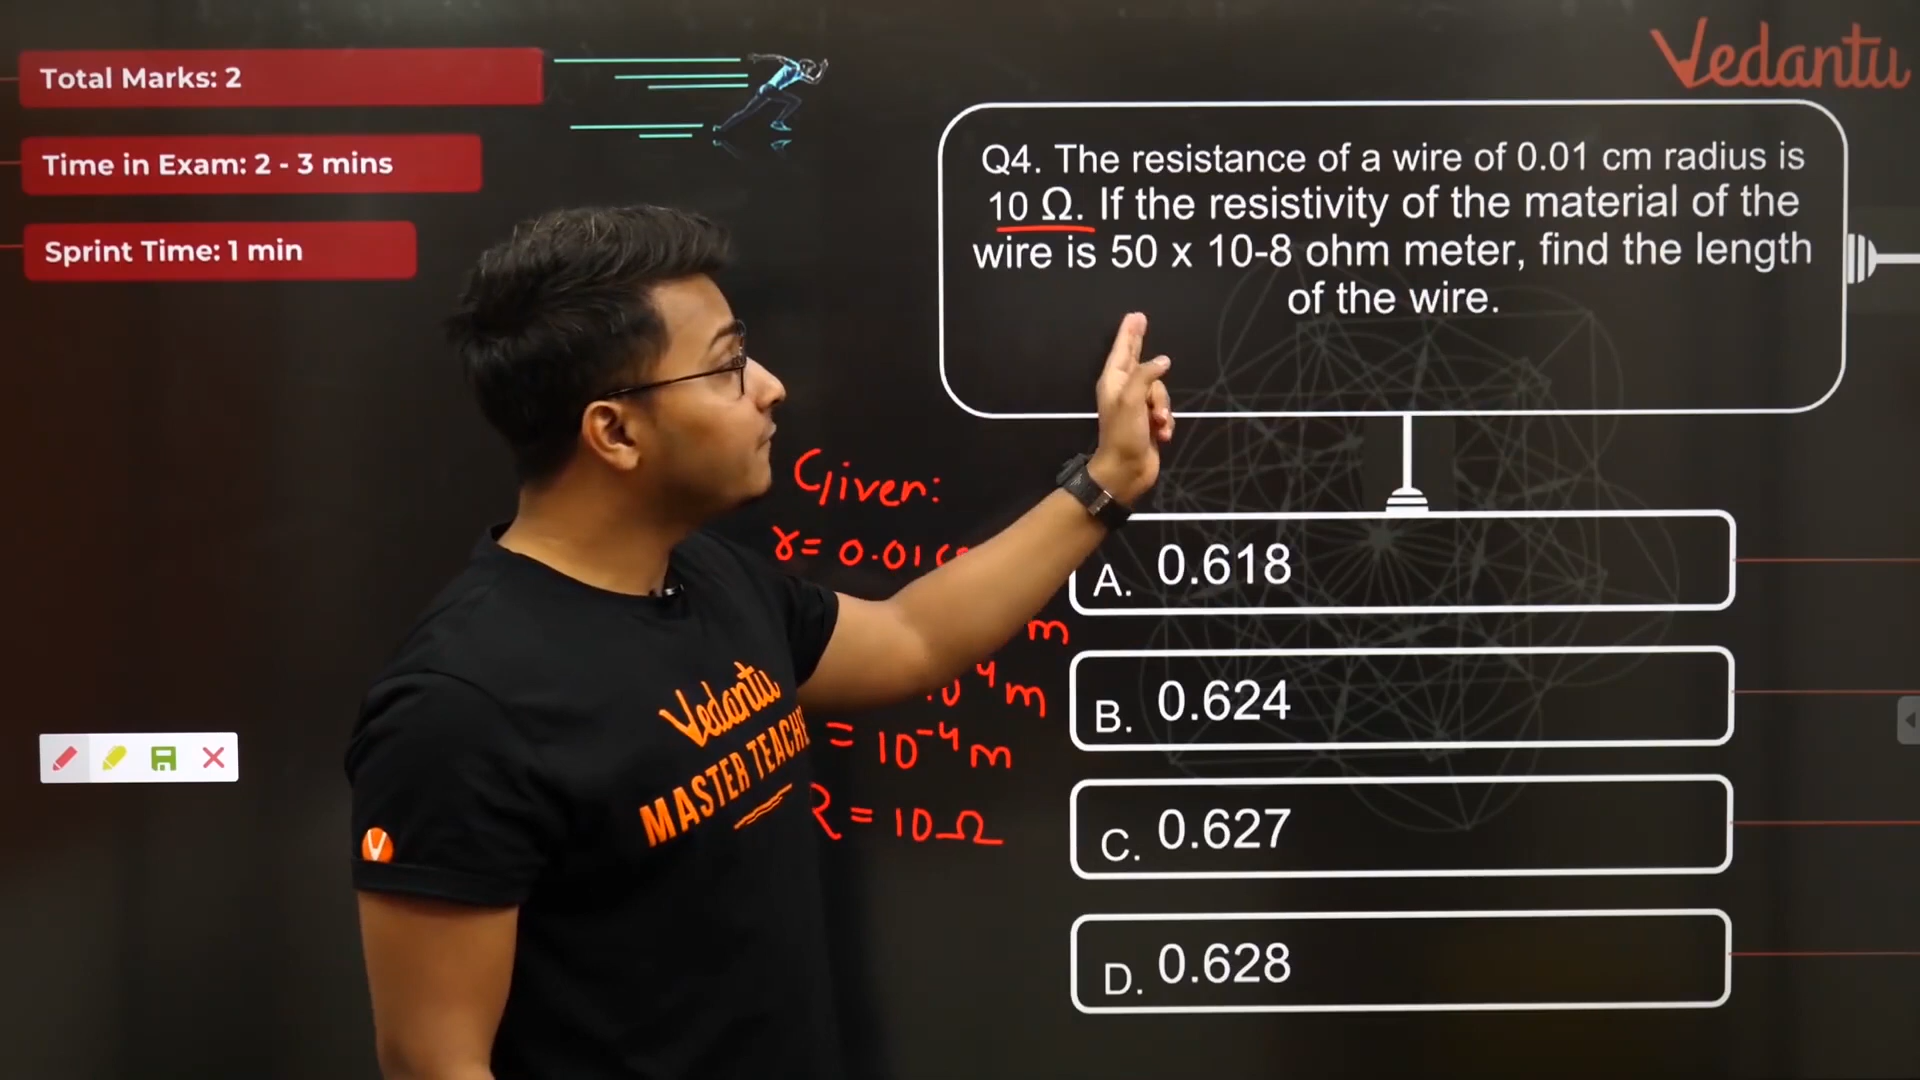 Total Marks: 2
Time in Exam: 2 - 3 mins
Sprint Time: 1 min
Vedantu
Q4. The resistance of a wire of 0.01 cm radius is
10 Ω. If the resistivity of the material of the
wire is 50 x 10-8 ohm meter, find the length
of the wire.
Given:
r = 0.01
m
m
= 10⁻⁴ m
R = 10Ω
A. 0.618
B. 0.624
C. 0.627
D. 0.628
Vedantu
MASTER